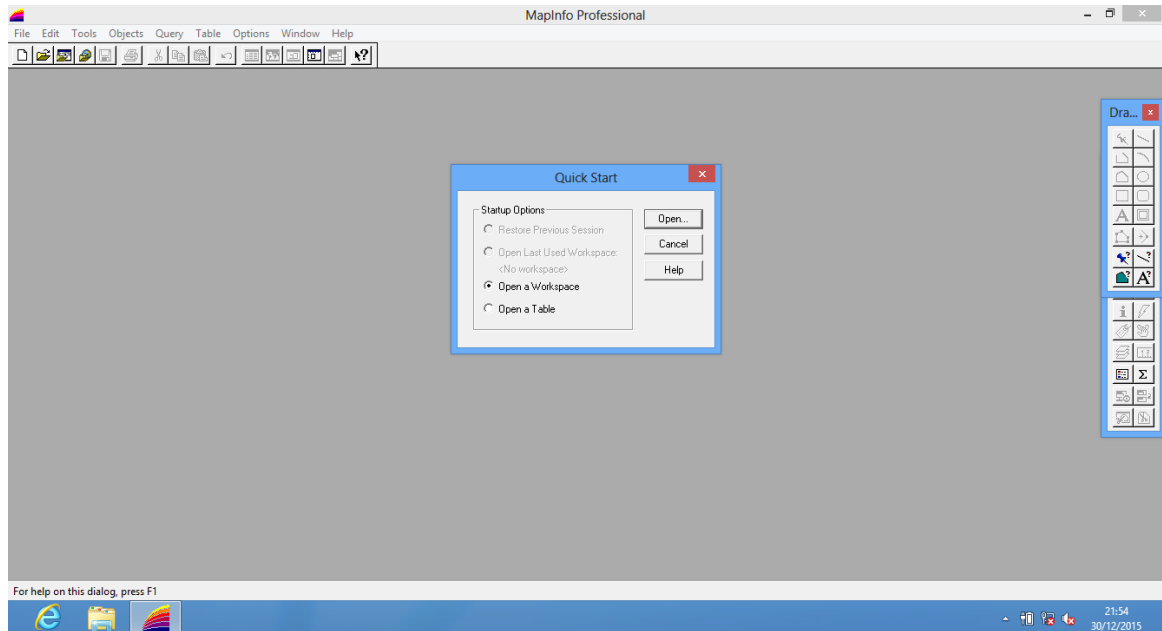 MapInfo Professional
File Edit Tools Objects Query Table Options Window Help
Dra...
Quick Start
Startup Options
Restore Previous Session
Open Last Used Workspace:
<No workspace>
Open a Workspace
Open a Table
Open...
Cancel
Help
For help on this dialog, press F1
21:54
30/12/2015